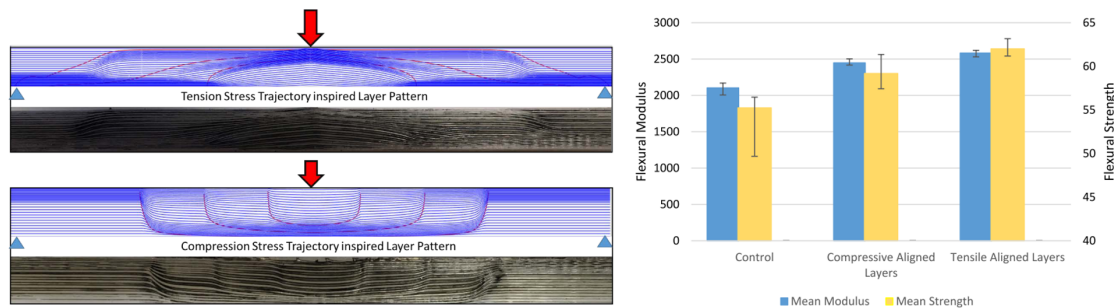 Tension Stress Trajectory inspired Layer Pattern
Compression Stress Trajectory inspired Layer Pattern
3000
2500
2000
1500
1000
500
0
Flexural Modulus
65
60
55
50
45
40
Flexural Strength
Control
Compressive Aligned
Layers
Tensile Aligned Layers
Mean Modulus
Mean Strength